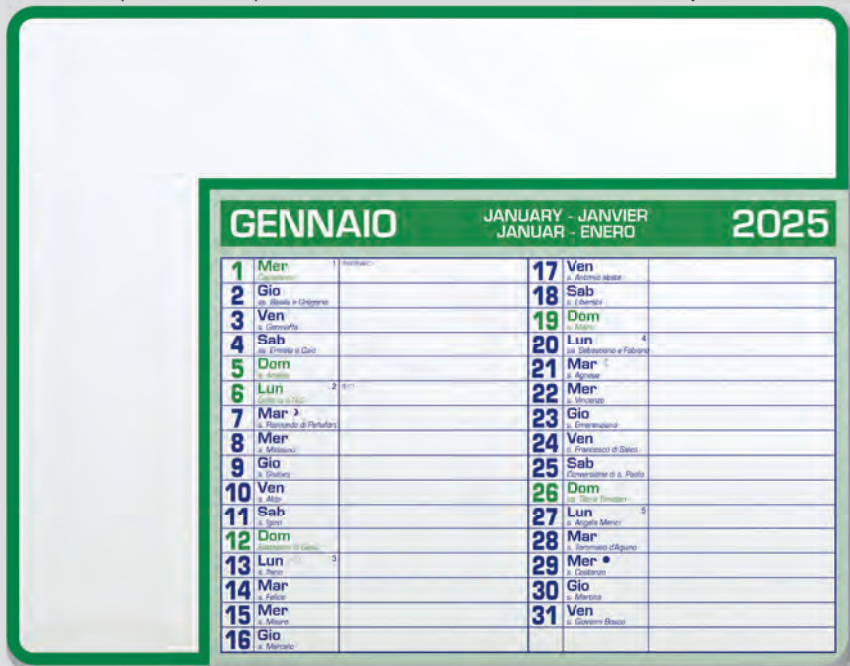 GENNAIO
JANUARY - JANVIER
JANUAR - ENERO
2025
1 Mer 1
2 Gio
ss. Basilio e Gregorio
3 Ven
s. Genoveffa
4 Sab
ss. Ermete e Caio
5 Dom
s. Amelia
6 Lun 2
7 Mar
s. Raimondo di Peñafort
8 Mer
s. Massimo
9 Gio
s. Giuliano
10 Ven
s. Aldo
11 Sab
s. Igino
12 Dom
Battesimo di Gesù
13 Lun 3
s. Ilario
14 Mar
s. Felice
15 Mer
s. Mauro
16 Gio
s. Marcello
17 Ven
s. Antonio abate
18 Sab
s. Liberata
19 Dom
s. Mario
20 Lun 4
ss. Sebastiano e Fabiano
21 Mar
s. Agnese
22 Mer
s. Vincenzo
23 Gio
s. Emerenziana
24 Ven
s. Francesco di Sales
25 Sab
Conversione di s. Paolo
26 Dom
ss. Tito e Timoteo
27 Lun 5
s. Angela Merici
28 Mar
s. Tommaso d'Aquino
29 Mer
s. Costanzo
30 Gio
s. Martina
31 Ven
s. Giovanni Bosco